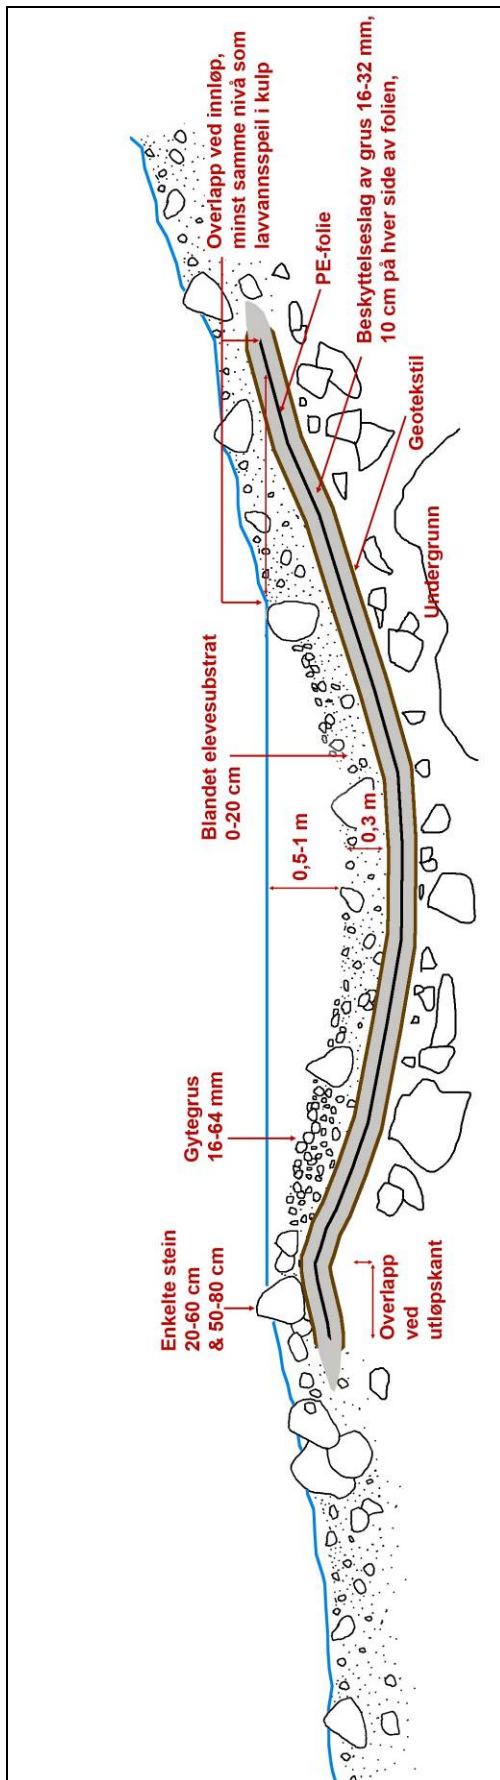 Enkelte stein
20-60 cm
& 50-80 cm
Gytegrus
16-64 mm
Blandet elevesubstrat
0-20 cm
Overlapp ved innløp,
minst samme nivå som
lavvannsspeil i kulp
0,5-1 m
0,3 m
PE-folie
Beskyttelseslag av grus 16-32 mm,
10 cm på hver side av folien,
Geotekstil
Undergrunn
Overlapp
ved
utløpskant